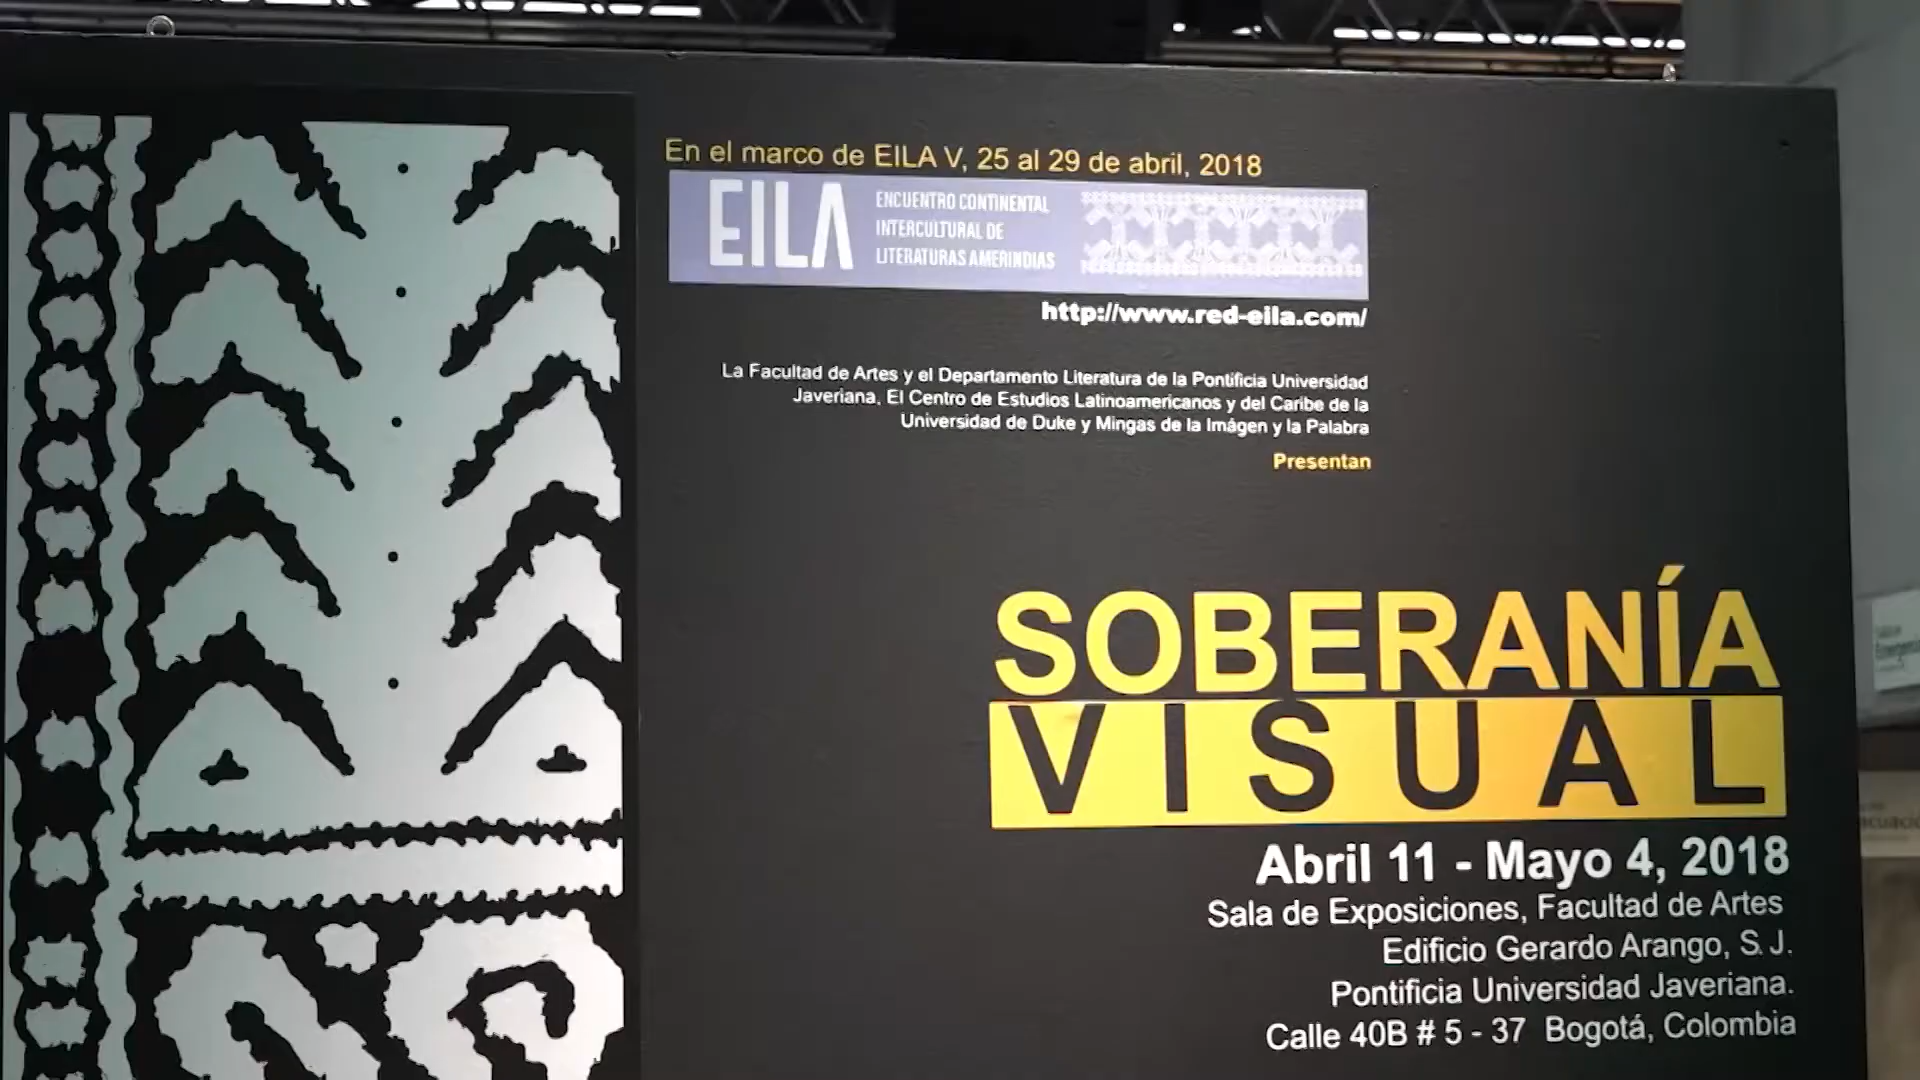 En el marco de EILA V, 25 al 29 de abril, 2018
EILA
ENCUENTRO CONTINENTAL
INTERCULTURAL DE
LITERATURAS AMERINDIAS
http://www.red-eila.com/
La Facultad de Artes y el Departamento Literatura de la Pontificia Universidad
Javeriana, El Centro de Estudios Latinoamericanos y del Caribe de la
Universidad de Duke y Mingas de la Imágen y la Palabra
Presentan
SOBERANÍA
VISUAL
Abril 11 - Mayo 4, 2018
Sala de Exposiciones, Facultad de Artes
Edificio Gerardo Arango, S.J.
Pontificia Universidad Javeriana.
Calle 40B # 5 - 37 Bogotá, Colombia